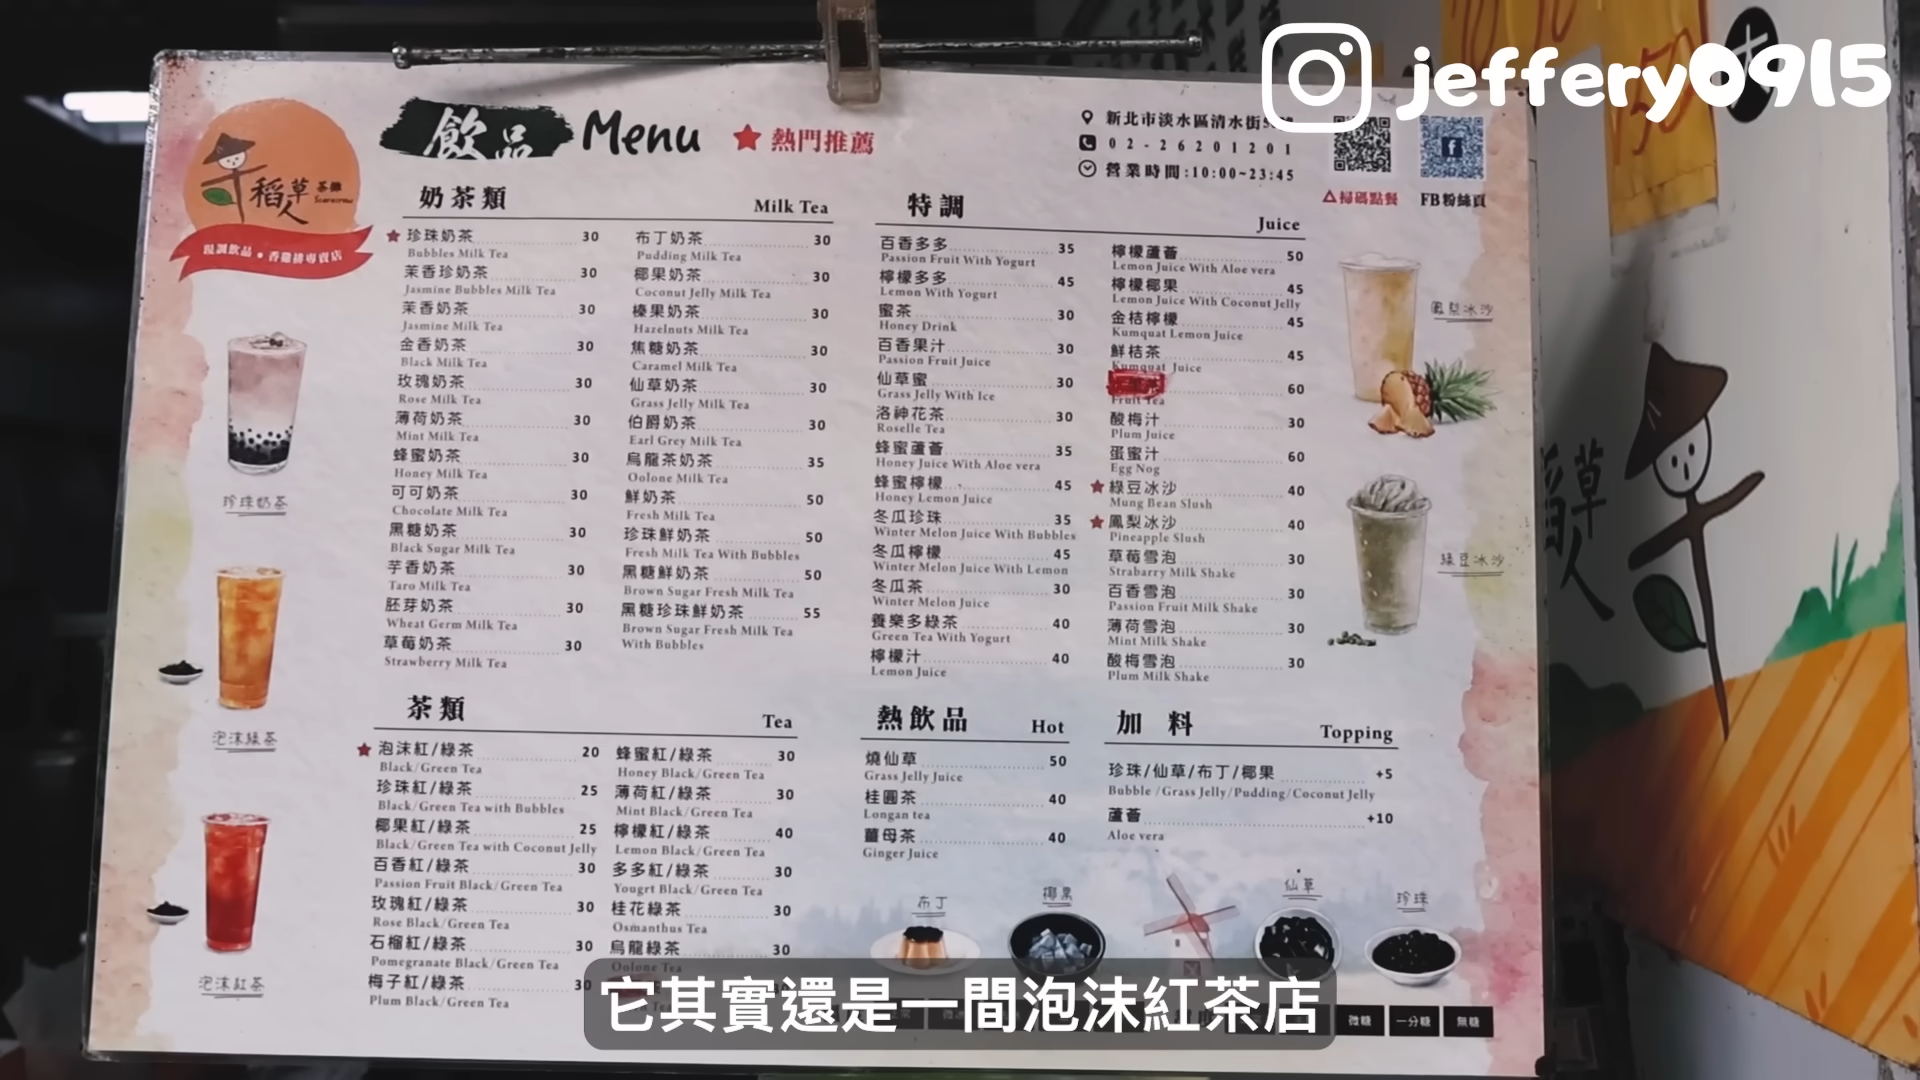 jeffery0915
飲品 Menu ★ 熱門推薦
新北市淡水區清水街
02-26201201
營業時間:10:00~23:45
掃碼點餐
FB粉絲頁
稻草人 茶攤
Scarecrow
現調飲品・香雞排專賣店
奶茶類 Milk Tea
★ 珍珠奶茶 30
Bubbles Milk Tea
茉香珍奶茶 30
Jasmine Bubbles Milk Tea
茉香奶茶 30
Jasmine Milk Tea
金香奶茶 30
Black Milk Tea
玫瑰奶茶 30
Rose Milk Tea
薄荷奶茶 30
Mint Milk Tea
蜂蜜奶茶 30
Honey Milk Tea
可可奶茶 30
Chocolate Milk Tea
黑糖奶茶 30
Black Sugar Milk Tea
芋香奶茶 30
Taro Milk Tea
胚芽奶茶 30
Wheat Germ Milk Tea
草莓奶茶 30
Strawberry Milk Tea
布丁奶茶 30
Pudding Milk Tea
椰果奶茶 30
Coconut Jelly Milk Tea
榛果奶茶 30
Hazelnuts Milk Tea
焦糖奶茶 30
Caramel Milk Tea
仙草奶茶 30
Grass Jelly Milk Tea
伯爵奶茶 30
Earl Grey Milk Tea
烏龍茶奶茶 35
Oolone Milk Tea
鮮奶茶 50
Fresh Milk Tea
珍珠鮮奶茶 50
Fresh Milk Tea With Bubbles
黑糖鮮奶茶 50
Brown Sugar Fresh Milk Tea
黑糖珍珠鮮奶茶 55
Brown Sugar Fresh Milk Tea
With Bubbles
特調 Juice
百香多多 35
Passion Fruit With Yogurt
檸檬多多 45
Lemon With Yogurt
蜜茶 30
Honey Drink
百香果汁 30
Passion Fruit Juice
仙草蜜 30
Grass Jelly With Ice
洛神花茶 30
Roselle Tea
蜂蜜蘆薈 35
Honey Juice With Aloe vera
蜂蜜檸檬 45
Honey Lemon Juice
冬瓜珍珠 35
Winter Melon Juice With Bubbles
冬瓜檸檬 45
Winter Melon Juice With Lemon
冬瓜茶 30
Winter Melon Juice
養樂多綠茶 40
Green Tea With Yogurt
檸檬汁 40
Lemon Juice
檸檬蘆薈 50
Lemon Juice With Aloe vera
檸檬椰果 45
Lemon Juice With Coconut Jelly
金桔檸檬 45
Kumquat Lemon Juice
鮮桔茶 45
Kumquat Juice
60
Fruit Tea
酸梅汁 30
Plum Juice
蛋蜜汁 60
Egg Nog
★ 綠豆冰沙 40
Mung Bean Slush
★ 鳳梨冰沙 40
Pineapple Slush
草莓雪泡 30
Strabarry Milk Shake
百香雪泡 30
Passion Fruit Milk Shake
薄荷雪泡 30
Mint Milk Shake
酸梅雪泡 30
Plum Milk Shake
茶類 Tea
★ 泡沫紅/綠茶 20
Black/Green Tea
珍珠紅/綠茶 25
Black/Green Tea with Bubbles
椰果紅/綠茶 25
Black/Green Tea with Coconut Jelly
百香紅/綠茶 30
Passion Fruit Black/Green Tea
玫瑰紅/綠茶 30
Rose Black/Green Tea
石榴紅/綠茶 30
Pomegranate Black/Green Tea
梅子紅/綠茶 30
Plum Black/Green Tea
蜂蜜紅/綠茶 30
Honey Black/Green Tea
薄荷紅/綠茶 30
Mint Black/Green Tea
檸檬紅/綠茶 40
Lemon Black/Green Tea
多多紅/綠茶 30
Yougrt Black/Green Tea
桂花綠茶 30
Osmanthus Tea
烏龍綠茶 30
Oolone Tea
熱飲品 Hot
燒仙草 50
Grass Jelly Juice
桂圓茶 40
Longan tea
薑母茶 40
Ginger Juice
加料 Topping
珍珠/仙草/布丁/椰果 +5
Bubble /Grass Jelly/Pudding/Coconut Jelly
蘆薈 +10
Aloe vera
珍珠奶茶
泡沫綠茶
泡沫紅茶
鳳梨冰沙
綠豆冰沙
布丁
椰果
仙草
珍珠
微糖 一分糖 無糖
它其實還是一間泡沫紅茶店